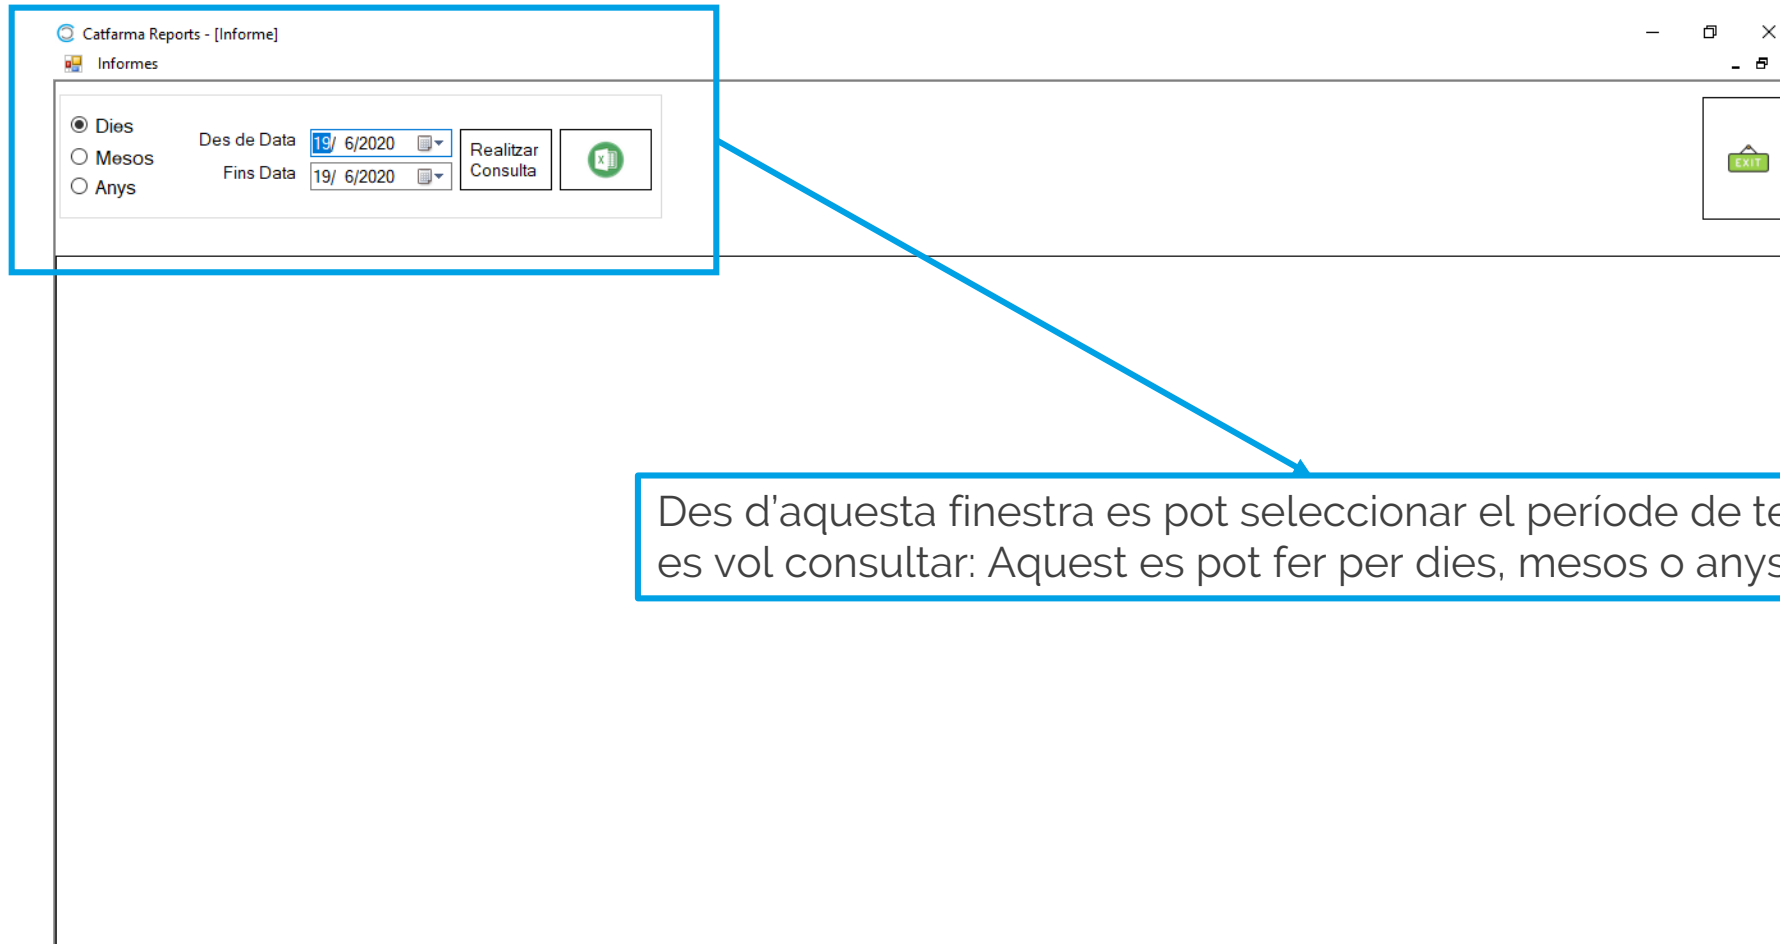 Catfarma Reports - [Informe]
Informes
Dies
Mesos
Anys
Des de Data 19/ 6/2020
Fins Data 19/ 6/2020
Realitzar
Consulta
EXIT
Des d’aquesta finestra es pot seleccionar el període de
es vol consultar: Aquest es pot fer per dies, mesos o anys